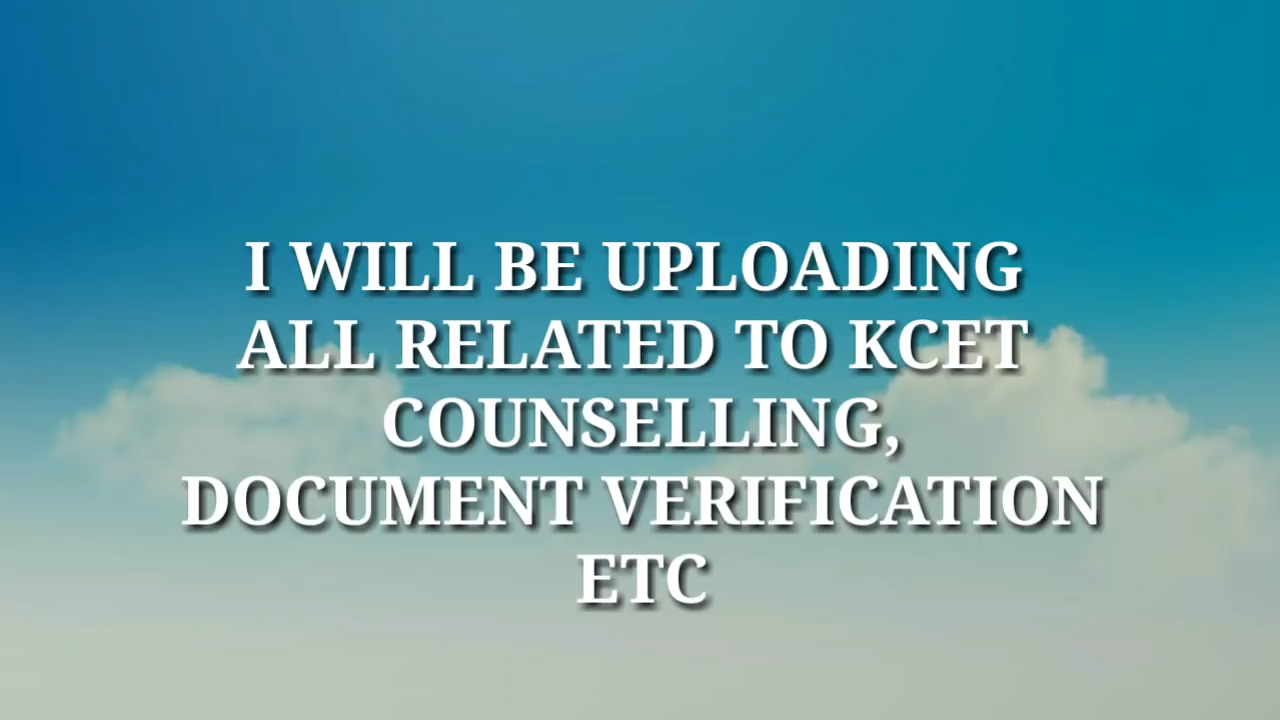 I WILL BE UPLOADING
ALL RELATED TO KCET
COUNSELLING,
DOCUMENT VERIFICATION
ETC